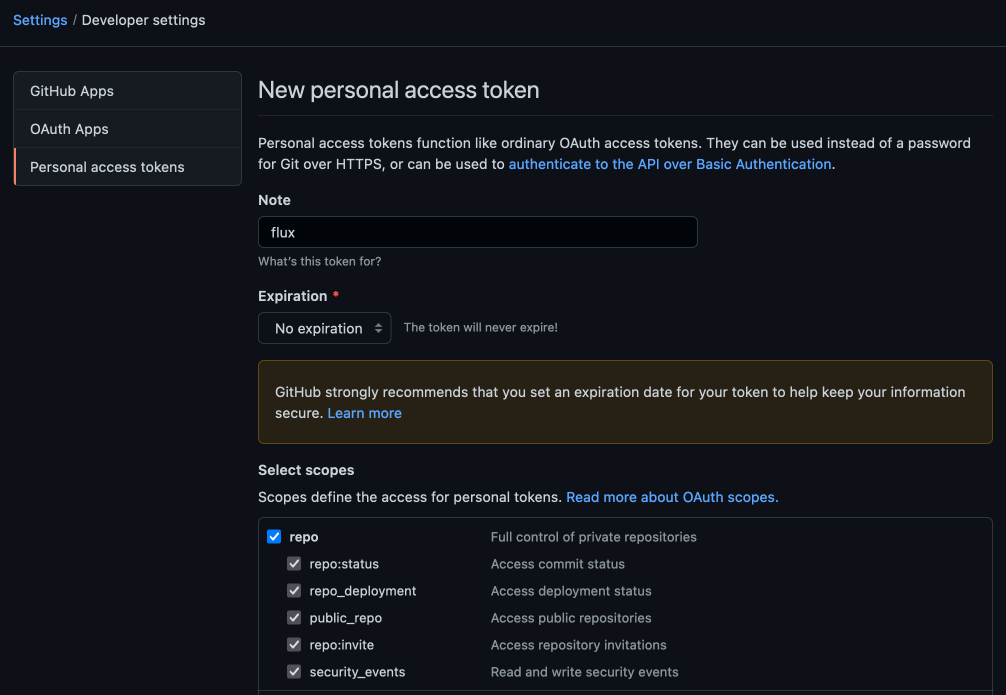 Settings / Developer settings
GitHub Apps
OAuth Apps
Personal access tokens
New personal access token
Personal access tokens function like ordinary OAuth access tokens. They can be used instead of a password
for Git over HTTPS, or can be used to authenticate to the API over Basic Authentication.
Note
flux
What's this token for?
Expiration *
No expiration
The token will never expire!
GitHub strongly recommends that you set an expiration date for your token to help keep your information
secure. Learn more
Select scopes
Scopes define the access for personal tokens. Read more about OAuth scopes.
repo Full control of private repositories
repo:status Access commit status
repo_deployment Access deployment status
public_repo Access public repositories
repo:invite Access repository invitations
security_events Read and write security events